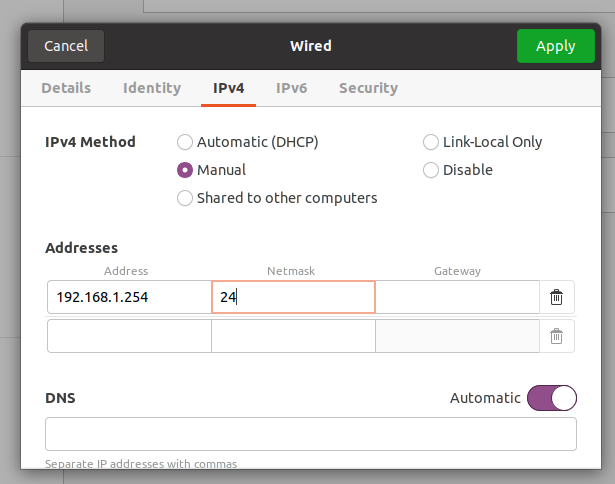 Cancel Wired Apply
Details Identity IPv4 IPv6 Security
IPv4 Method Automatic (DHCP) Link-Local Only
Manual Disable
Shared to other computers
Addresses
Address Netmask Gateway
192.168.1.254 24
DNS Automatic
Separate IP addresses with commas